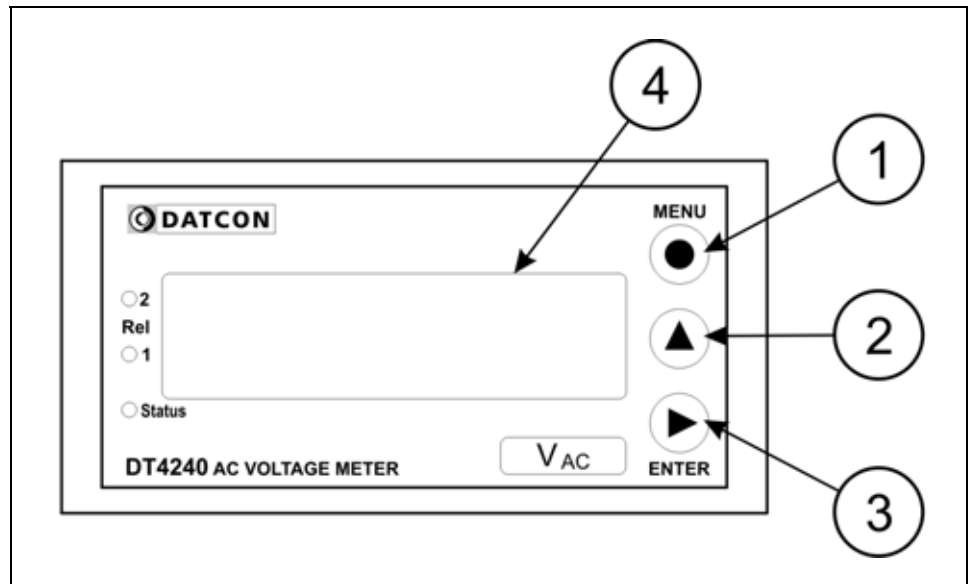 4
1
DATCON
MENU
2
Rel
1
2
Status
DT4240 AC VOLTAGE METER
VAC
ENTER
3